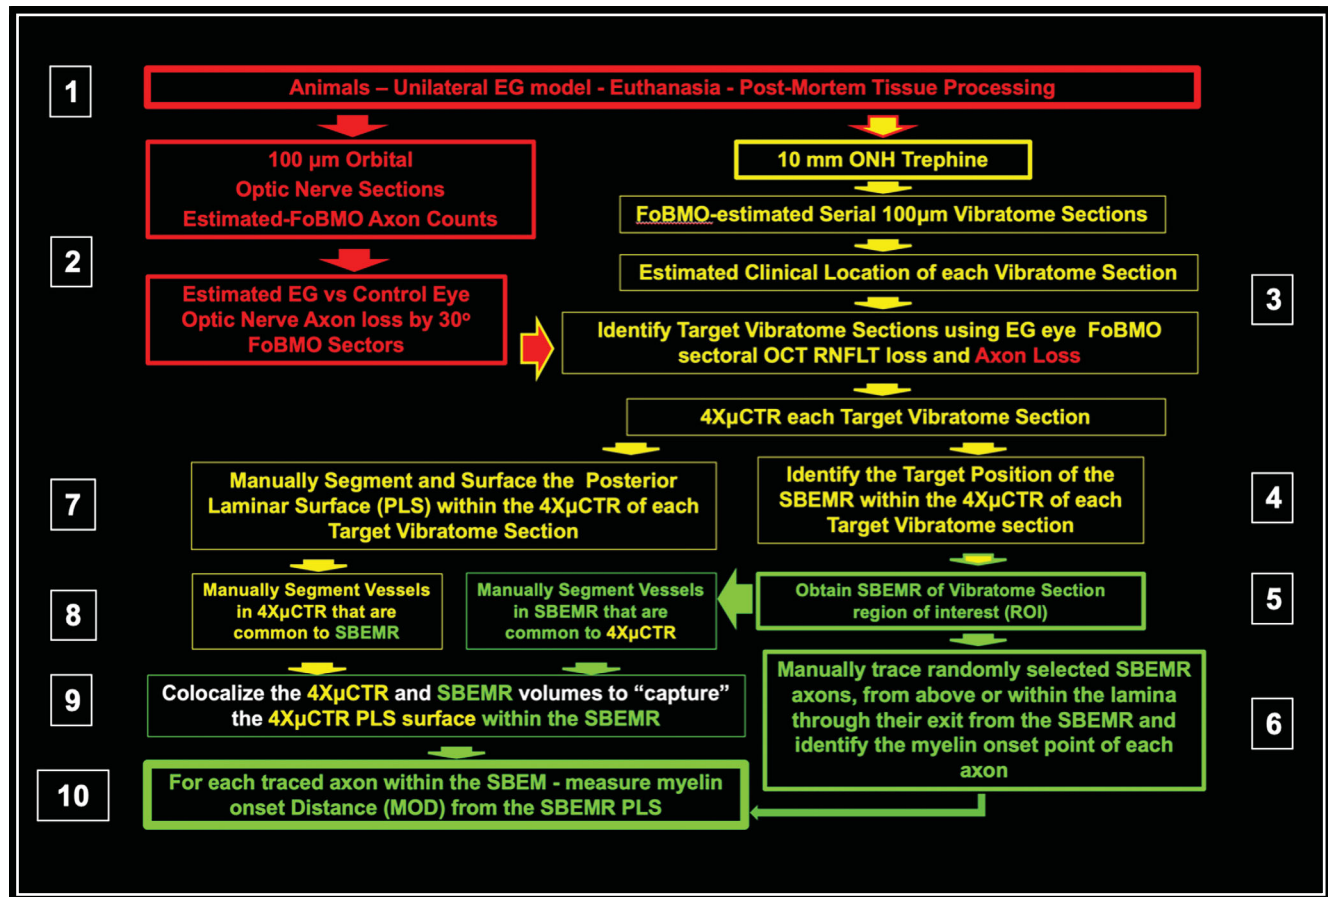 1
Animals – Unilateral EG model - Euthanasia - Post-Mortem Tissue Processing
100 µm Orbital
Optic Nerve Sections
Estimated-FoBMO Axon Counts
10 mm ONH Trephine
FoBMO-estimated Serial 100µm Vibratome Sections
2
Estimated Clinical Location of each Vibratome Section
3
Estimated EG vs Control Eye
Optic Nerve Axon loss by 30º
FoBMO Sectors
Identify Target Vibratome Sections using EG eye FoBMO
sectoral OCT RNFLT loss and Axon Loss
4XµCTR each Target Vibratome Section
7
Manually Segment and Surface the Posterior
Laminar Surface (PLS) within the 4XµCTR of each
Target Vibratome Section
Identify the Target Position of the
SBEMR within the 4XµCTR of each
Target Vibratome section
4
8
Manually Segment Vessels
in 4XµCTR that are
common to SBEMR
Manually Segment Vessels
in SBEMR that are
common to 4XµCTR
Obtain SBEMR of Vibratome Section
region of interest (ROI)
5
9
Colocalize the 4XµCTR and SBEMR volumes to “capture”
the 4XµCTR PLS surface within the SBEMR
Manually trace randomly selected SBEMR
axons, from above or within the lamina
through their exit from the SBEMR and
identify the myelin onset point of each
axon
6
10
For each traced axon within the SBEM - measure myelin
onset Distance (MOD) from the SBEMR PLS